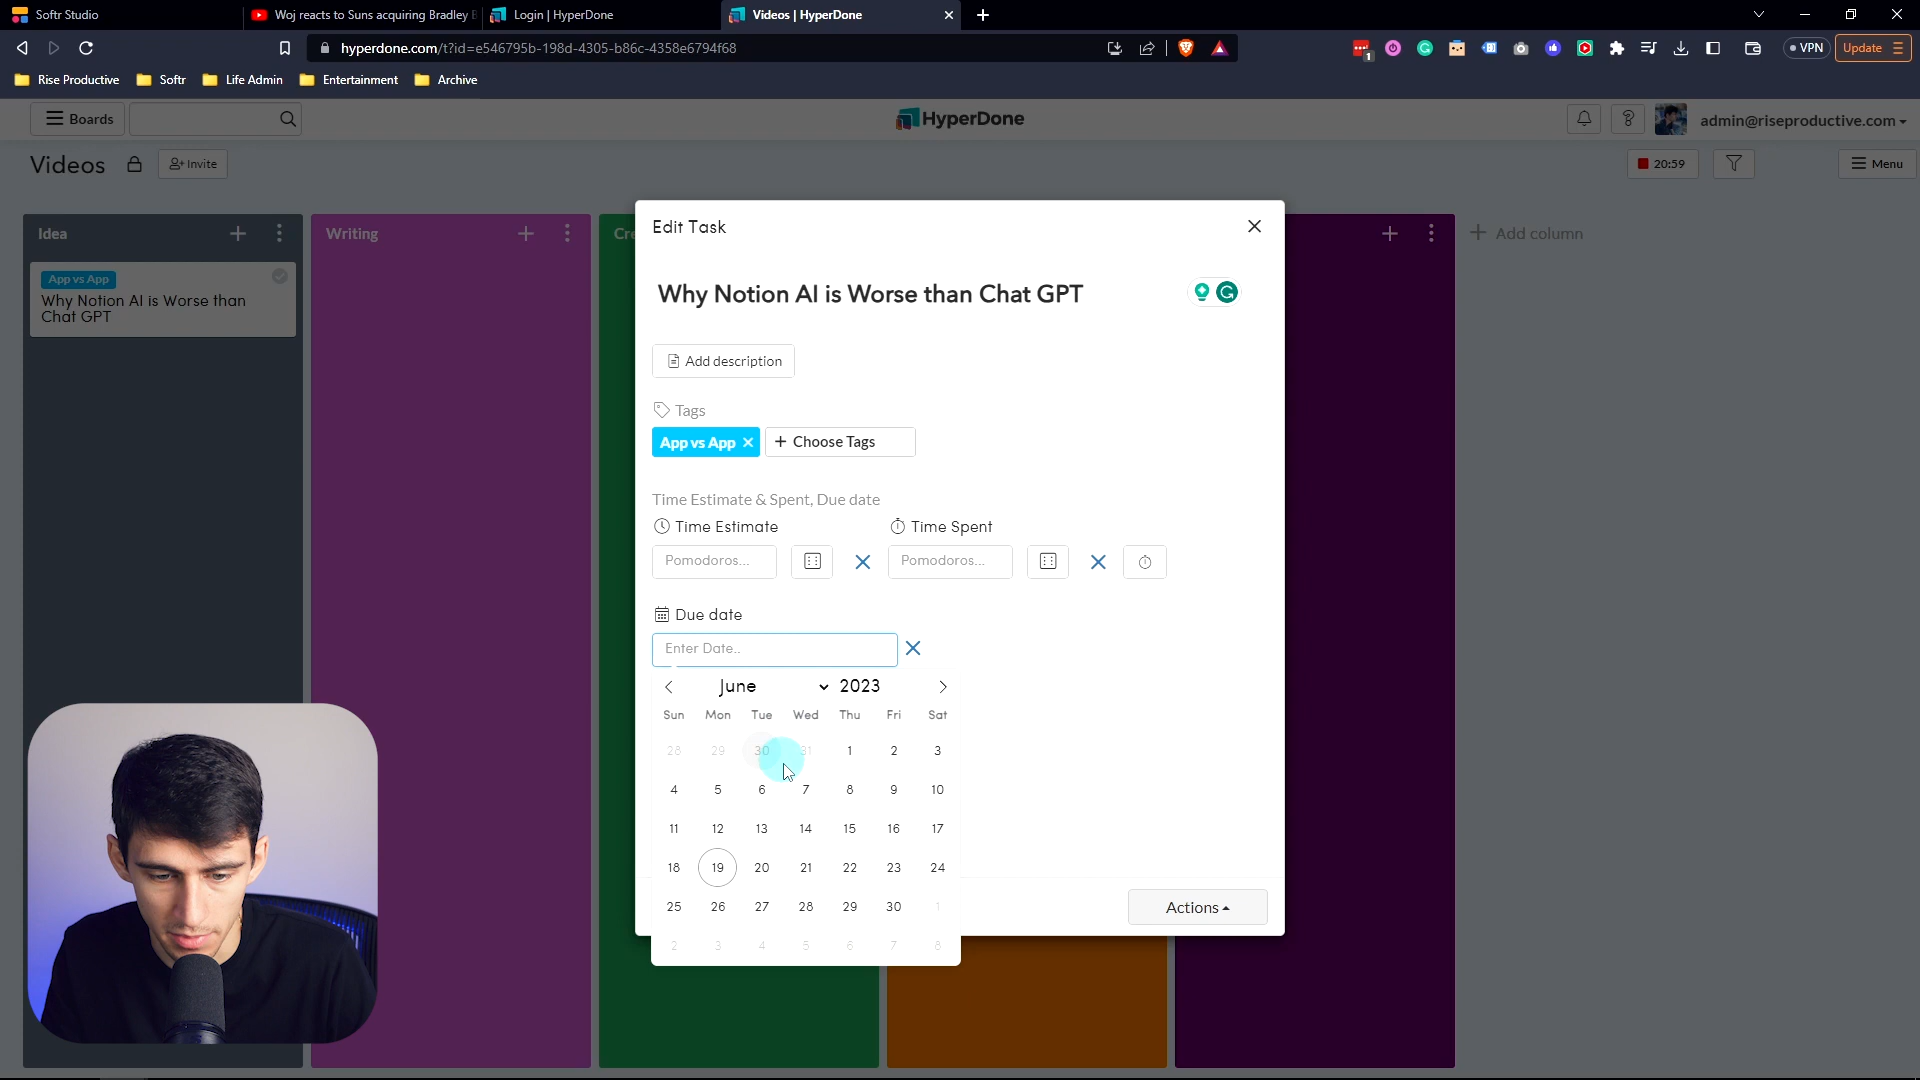 Softr Studio
Woj reacts to Suns acquiring Bradley
Login | HyperDone
Videos | HyperDone
hyperdone.com/t?id=e546795b-198d-4305-b86c-4358e6794f68
1
VPN
Update
Rise Productive
Softr
Life Admin
Entertainment
Archive
Boards
HyperDone
?
admin@riseproductive.com
Videos
Invite
20:59
Menu
Idea
Writing
Cre
Add column
App vs App
Why Notion AI is Worse than
Chat GPT
Edit Task
Why Notion AI is Worse than Chat GPT
Add description
Tags
App vs App
+ Choose Tags
Time Estimate & Spent, Due date
Time Estimate
Time Spent
Pomodoros...
Pomodoros...
Due date
Enter Date..
June 2023
Sun Mon Tue Wed Thu Fri Sat
28 29 30 31 1 2 3
4 5 6 7 8 9 10
11 12 13 14 15 16 17
18 19 20 21 22 23 24
25 26 27 28 29 30 1
2 3 4 5 6 7 8
Actions